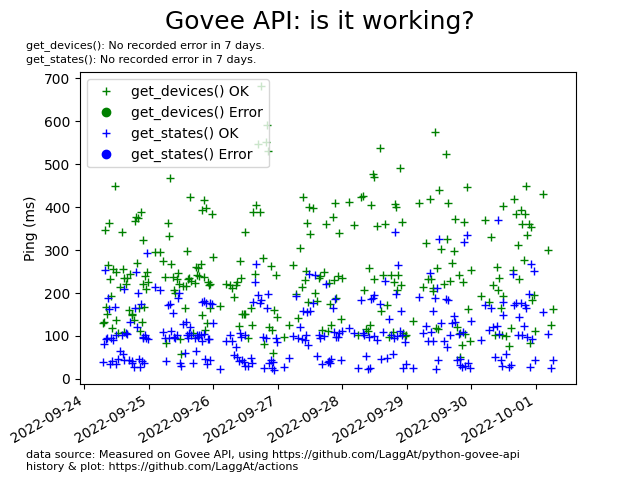 Govee API: is it working?
get_devices(): No recorded error in 7 days.
get_states(): No recorded error in 7 days.
get_devices() OK
get_devices() Error
get_states() OK
get_states() Error
Ping (ms)
700
600
500
400
300
200
100
0
2022-09-24
2022-09-25
2022-09-26
2022-09-27
2022-09-28
2022-09-29
2022-09-30
2022-10-01
data source: Measured on Govee API, using https://github.com/LaggAt/python-govee-api
history & plot: https://github.com/LaggAt/actions